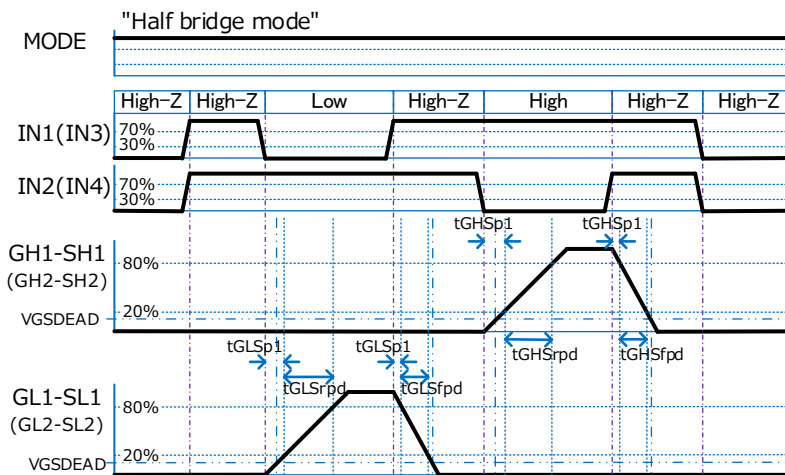 "Half bridge mode"
MODE
High-Z High-Z Low High-Z High High-Z High-Z
IN1(IN3)
70%
30%
IN2(IN4)
70%
30%
tGHSp1 tGHSp1
GH1-SH1
(GH2-SH2)
80%
20%
VGSDEAD
tGLSp1 tGLSp1 tGHSrpd tGHSfpd
tGLSrpd tGLSfpd
GL1-SL1
(GL2-SL2)
80%
20%
VGSDEAD